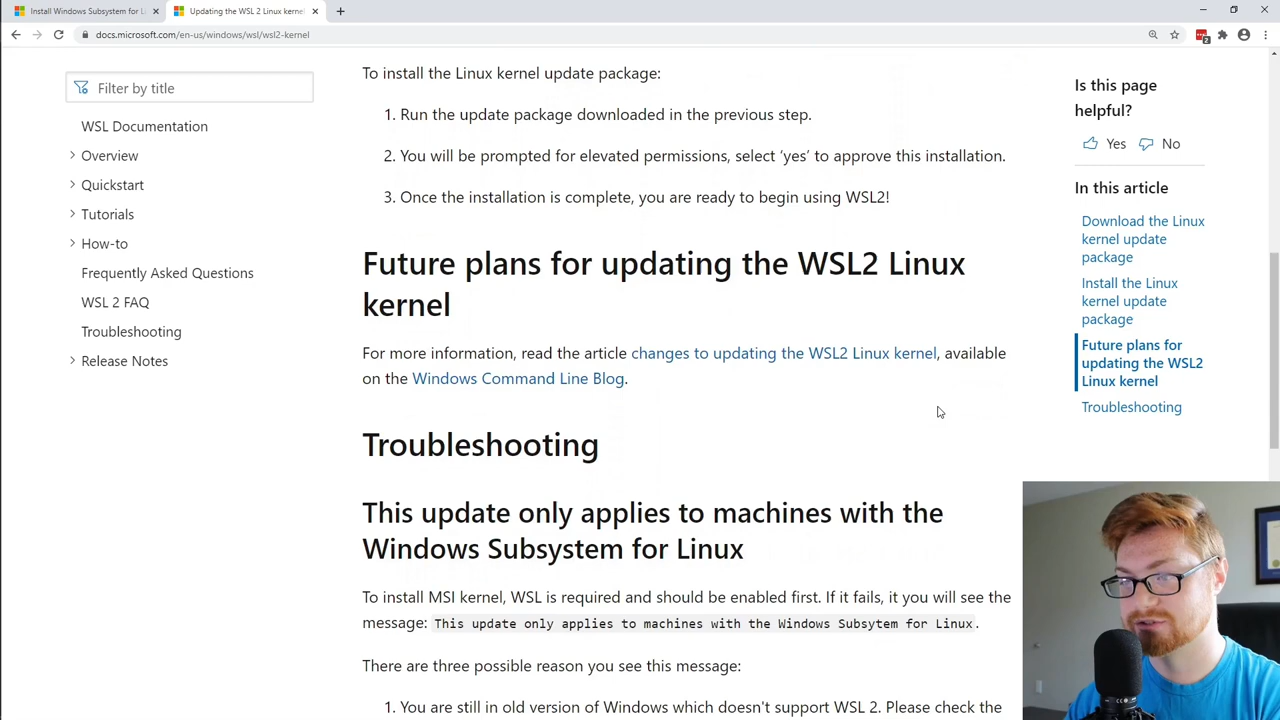 Install Windows Subsystem for Li
Updating the WSL 2 Linux kerne
docs.microsoft.com/en-us/windows/wsl/wsl2-kernel
2
Filter by title
WSL Documentation
Overview
Quickstart
Tutorials
How-to
Frequently Asked Questions
WSL 2 FAQ
Troubleshooting
Release Notes
To install the Linux kernel update package:
1. Run the update package downloaded in the previous step.
2. You will be prompted for elevated permissions, select ‘yes’ to approve this installation.
3. Once the installation is complete, you are ready to begin using WSL2!
Future plans for updating the WSL2 Linux
kernel
For more information, read the article changes to updating the WSL2 Linux kernel, available
on the Windows Command Line Blog.
Troubleshooting
This update only applies to machines with the
Windows Subsystem for Linux
To install MSI kernel, WSL is required and should be enabled first. If it fails, it you will see the
message: This update only applies to machines with the Windows Subsytem for Linux.
There are three possible reason you see this message:
1. You are still in old version of Windows which doesn't support WSL 2. Please check the
Is this page
helpful?
Yes No
In this article
Download the Linux
kernel update
package
Install the Linux
kernel update
package
Future plans for
updating the WSL2
Linux kernel
Troubleshooting